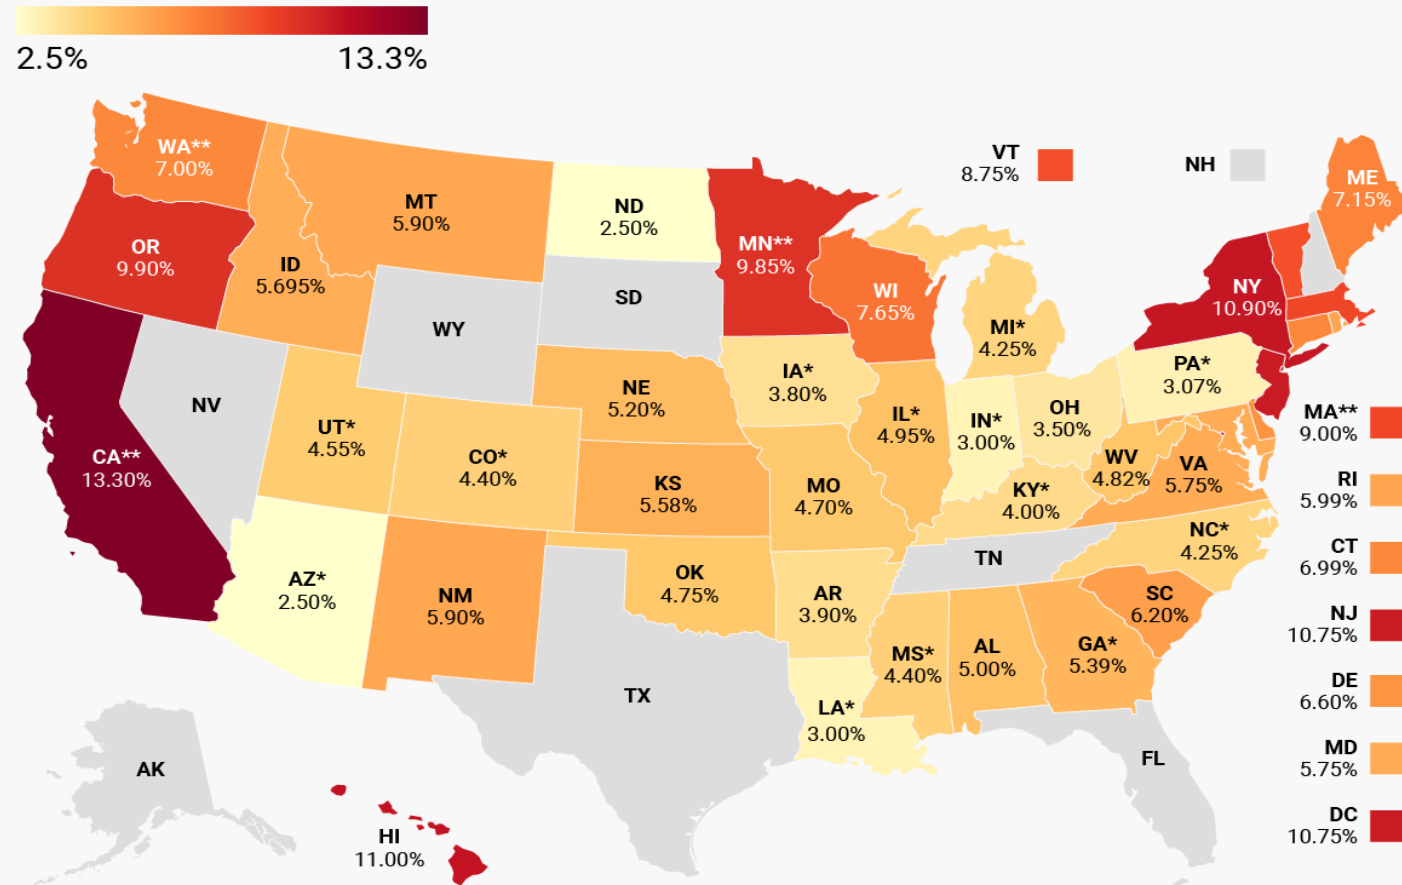 2.5%
13.3%
WA**
7.00%
OR
9.90%
CA**
13.30%
NV
ID
5.695%
MT
5.90%
WY
UT*
4.55%
CO*
4.40%
AZ*
2.50%
NM
5.90%
ND
2.50%
SD
NE
5.20%
KS
5.58%
OK
4.75%
TX
MN**
9.85%
IA*
3.80%
MO
4.70%
AR
3.90%
LA*
3.00%
WI
7.65%
IL*
4.95%
MI*
4.25%
IN*
3.00%
OH
3.50%
KY*
4.00%
TN
MS*
4.40%
AL
5.00%
GA*
5.39%
FL
SC
6.20%
NC*
4.25%
WV
4.82%
VA
5.75%
PA*
3.07%
NY
10.90%
VT
8.75%
NH
ME
7.15%
MA**
9.00%
RI
5.99%
CT
6.99%
NJ
10.75%
DE
6.60%
MD
5.75%
DC
10.75%
AK
HI
11.00%